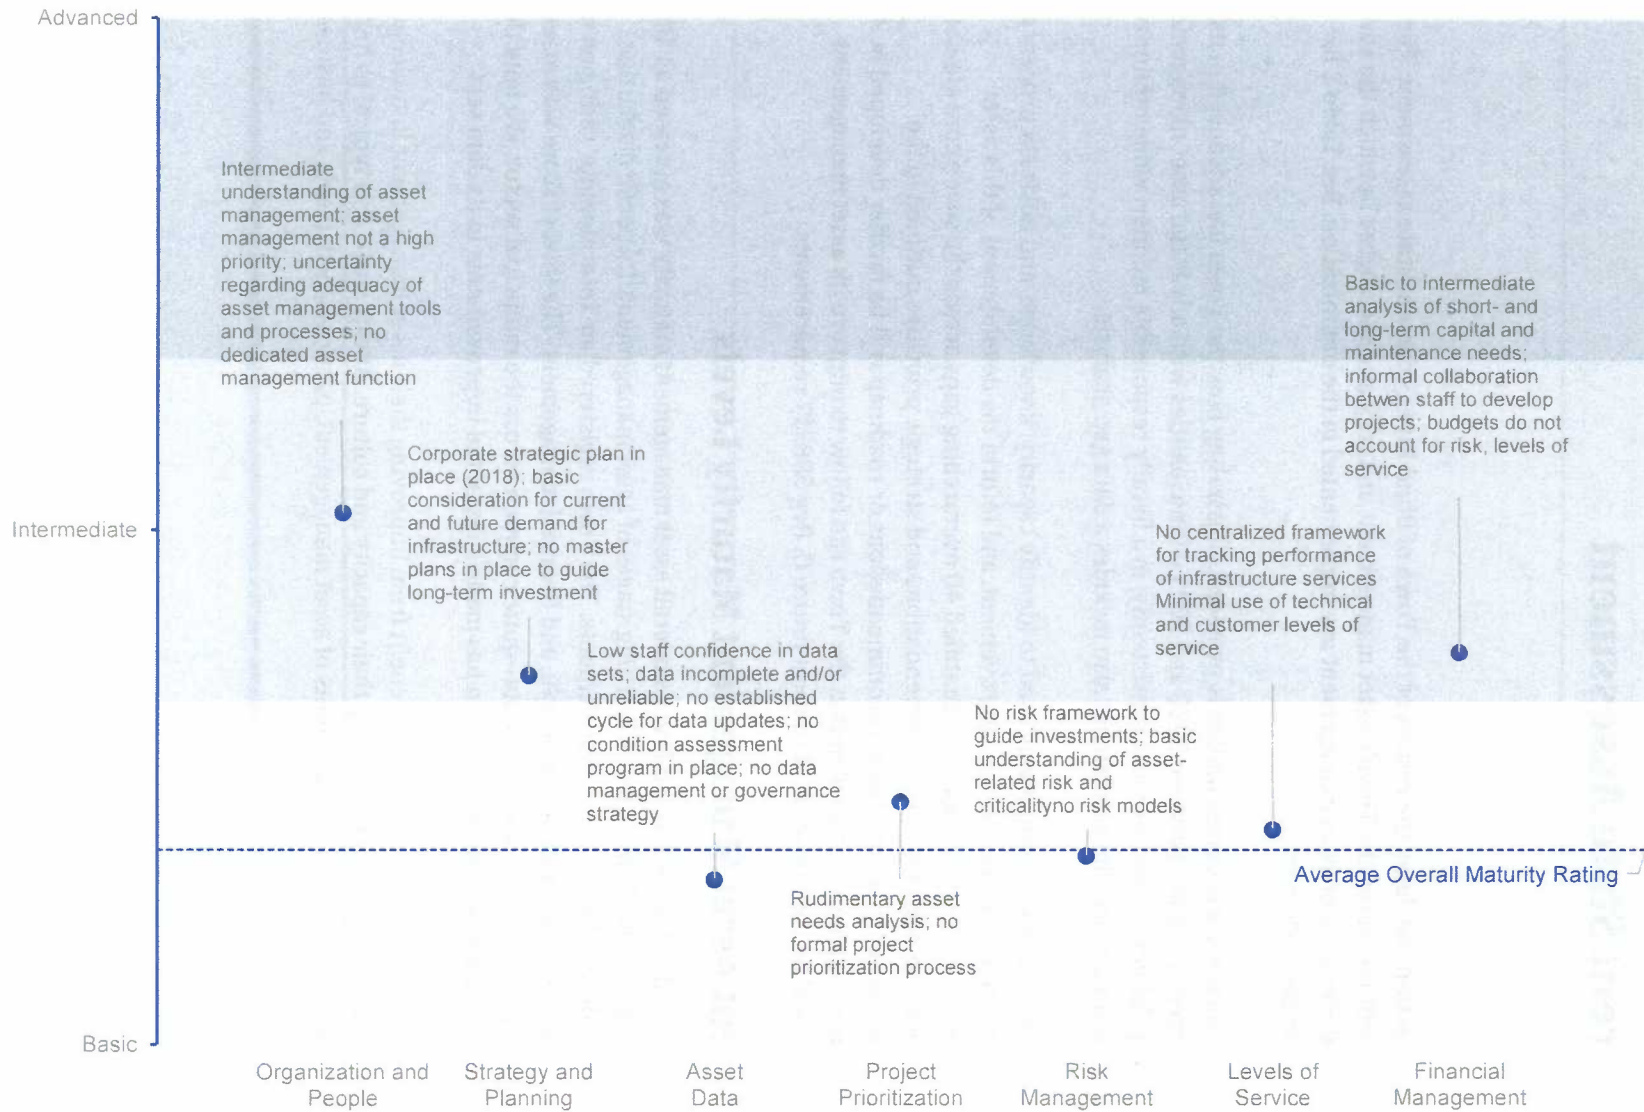 Advanced
Intermediate
understanding of asset
management; asset
management not a high
priority; uncertainty
regarding adequacy of
asset management tools
and processes; no
dedicated asset
management function
Basic to intermediate
analysis of short- and
long-term capital and
maintenance needs;
informal collaboration
betwen staff to develop
projects; budgets do not
account for risk, levels of
service
Corporate strategic plan in
place (2018); basic
consideration for current
and future demand for
infrastructure; no master
plans in place to guide
long-term investment
Intermediate
No centralized framework
for tracking performance
of infrastructure services
Minimal use of technical
and customer levels of
service
Low staff confidence in data
sets; data incomplete and/or
unreliable; no established
cycle for data updates; no
condition assessment
program in place; no data
management or governance
strategy
No risk framework to
guide investments; basic
understanding of asset-
related risk and
criticalityno risk models
Average Overall Maturity Rating
Rudimentary asset
needs analysis; no
formal project
prioritization process
Basic
Organization and
People
Strategy and
Planning
Asset
Data
Project
Prioritization
Risk
Management
Levels of
Service
Financial
Management